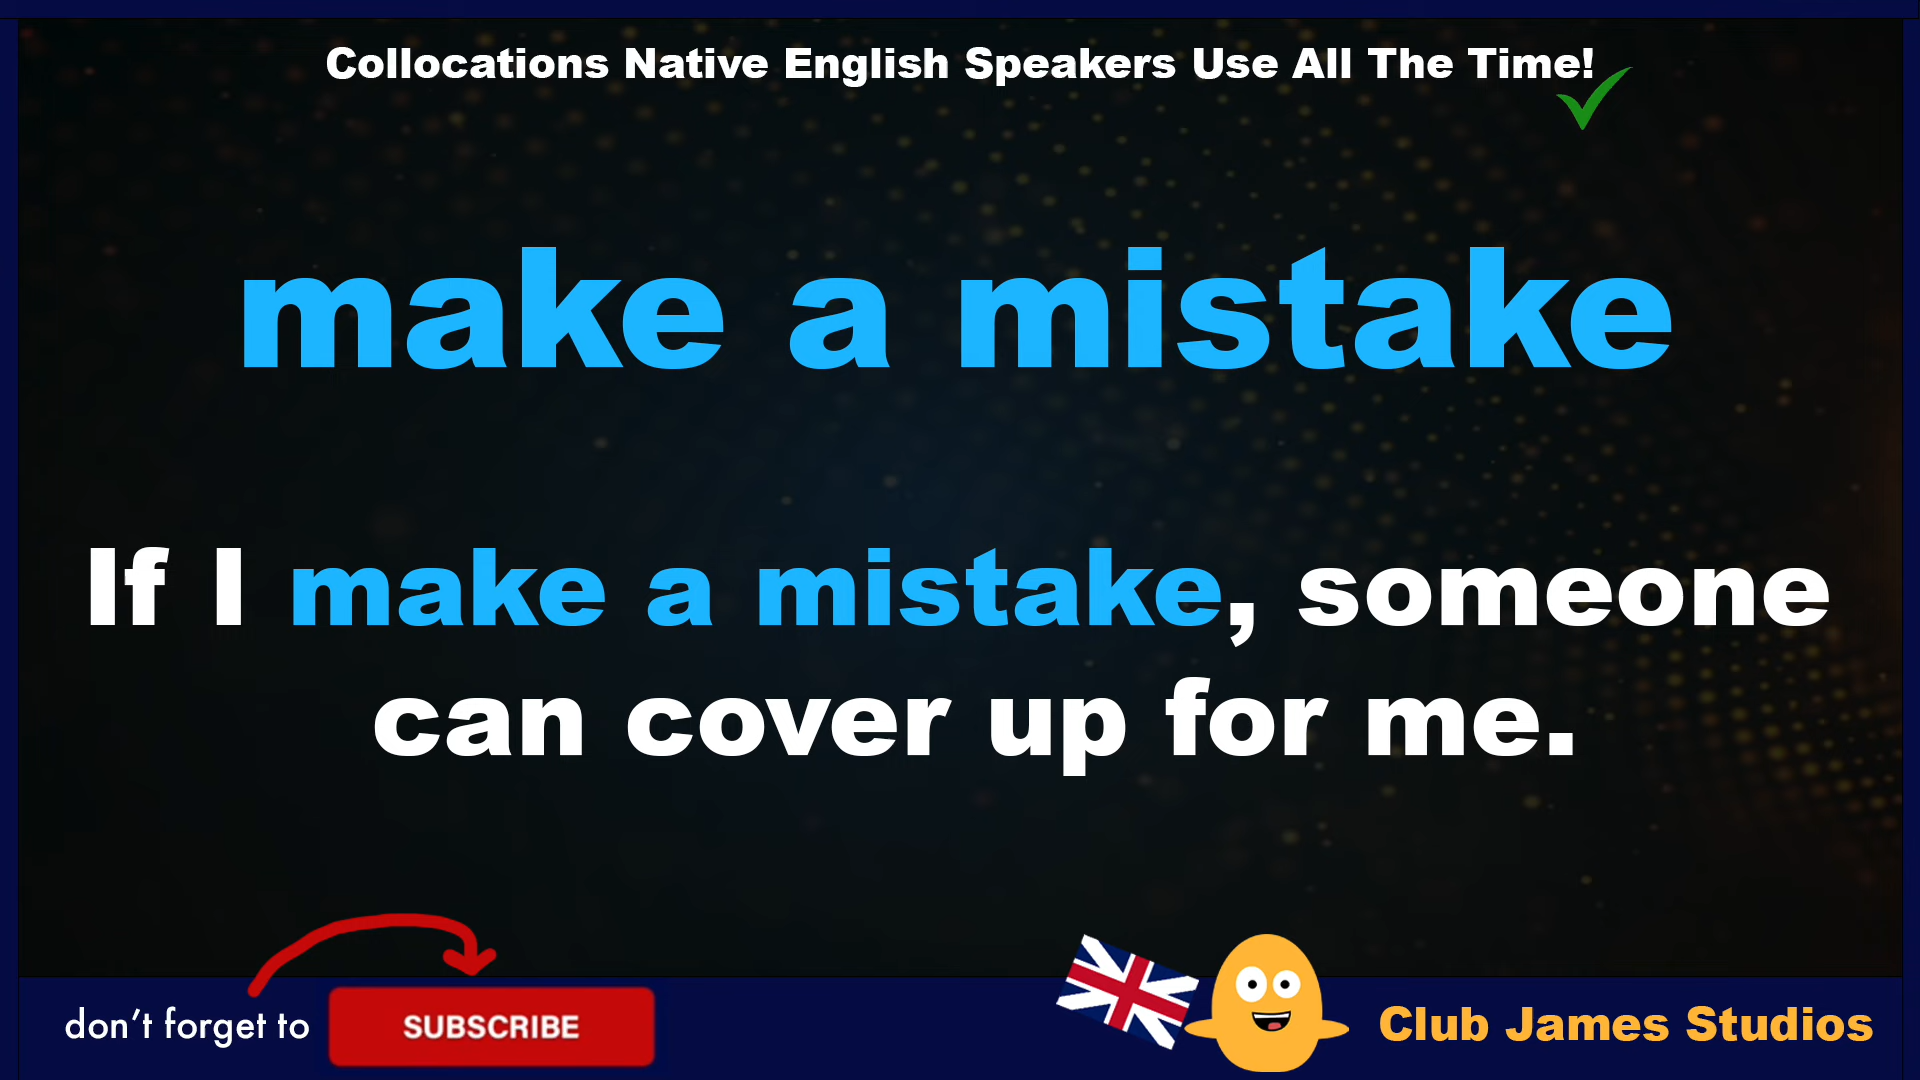 Collocations Native English Speakers Use All The Time!
make a mistake
If I make a mistake, someone
can cover up for me.
don't forget to
SUBSCRIBE
Club James Studios